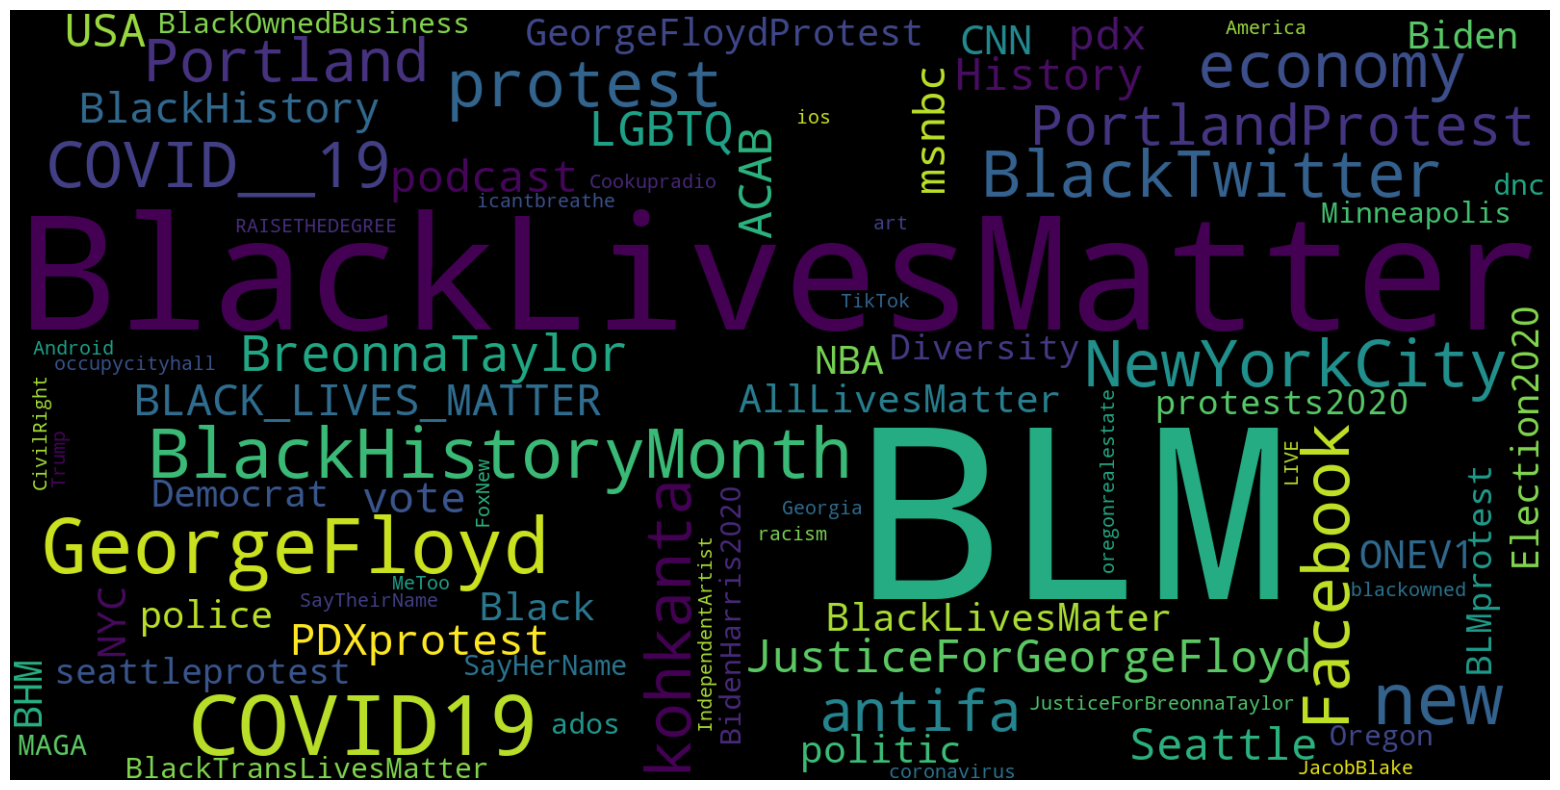 USA
BlackOwnedBusiness
GeorgeFloydProtest
CNN
pdx
America
Biden
Portland
protest
History
economy
BlackHistory
LGBTQ
ios
msnbc
PortlandProtest
COVID__19
podcast
Cookupradio
ACAB
BlackTwitter
dnc
icantbreathe
Minneapolis
RAISETHEDEGREE
art
BlackLivesMatter
TikTok
Android
occupycityhall
BreonnaTaylor
NBA
Diversity
NewYorkCity
Election2020
CivilRight
Trump
BLACK_LIVES_MATTER
AllLivesMatter
protests2020
BlackHistoryMonth
BLM
oregonrealestate
LIVE
Facebook
Democrat
vote
FoxNew
kohkanta
BidenHarris2020
Georgia
racism
BLMprotest
GeorgeFloyd
IndependentArtist
ONEV1
MeToo
SayTheirName
blackowned
NYC
police
Black
BlackLivesMater
PDXprotest
JusticeForGeorgeFloyd
seattleprotest
SayHerName
BHM
COVID19
ados
antifa
JusticeForBreonnaTaylor
new
MAGA
politic
Seattle
Oregon
BlackTransLivesMatter
coronavirus
JacobBlake